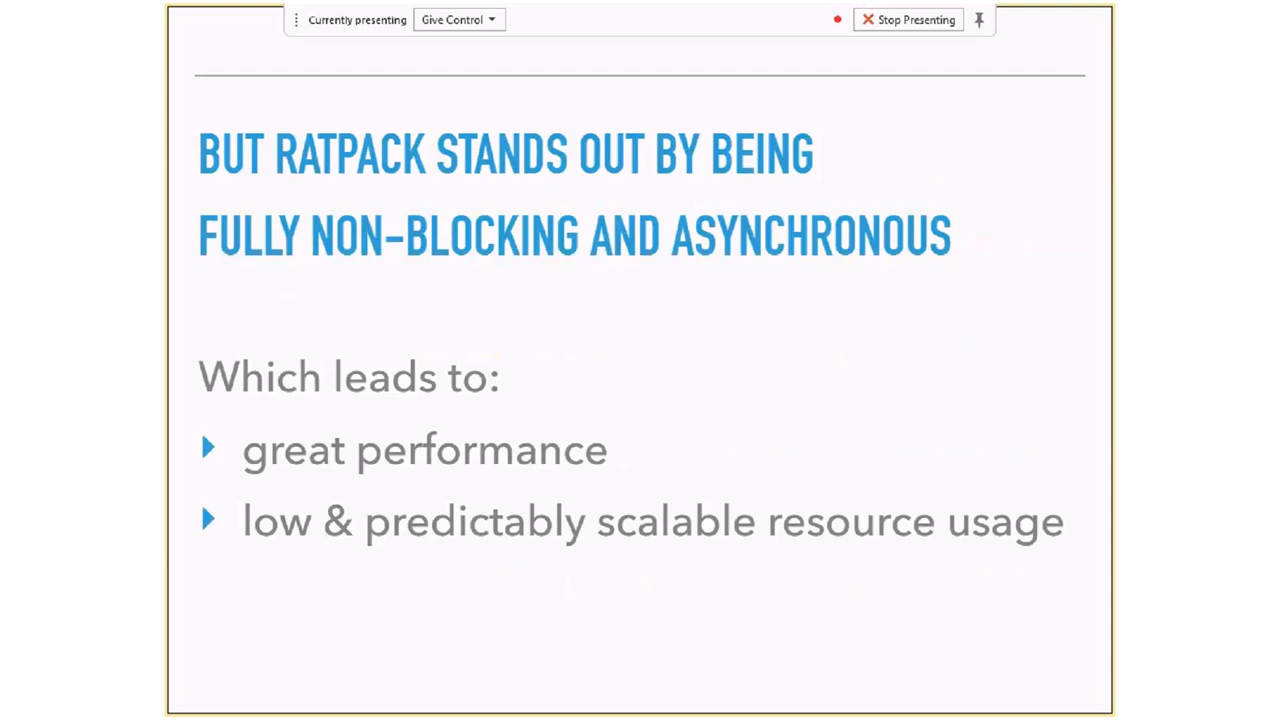 Currently presenting Give Control Stop Presenting
BUT RATPACK STANDS OUT BY BEING
FULLY NON-BLOCKING AND ASYNCHRONOUS
Which leads to:
great performance
low & predictably scalable resource usage